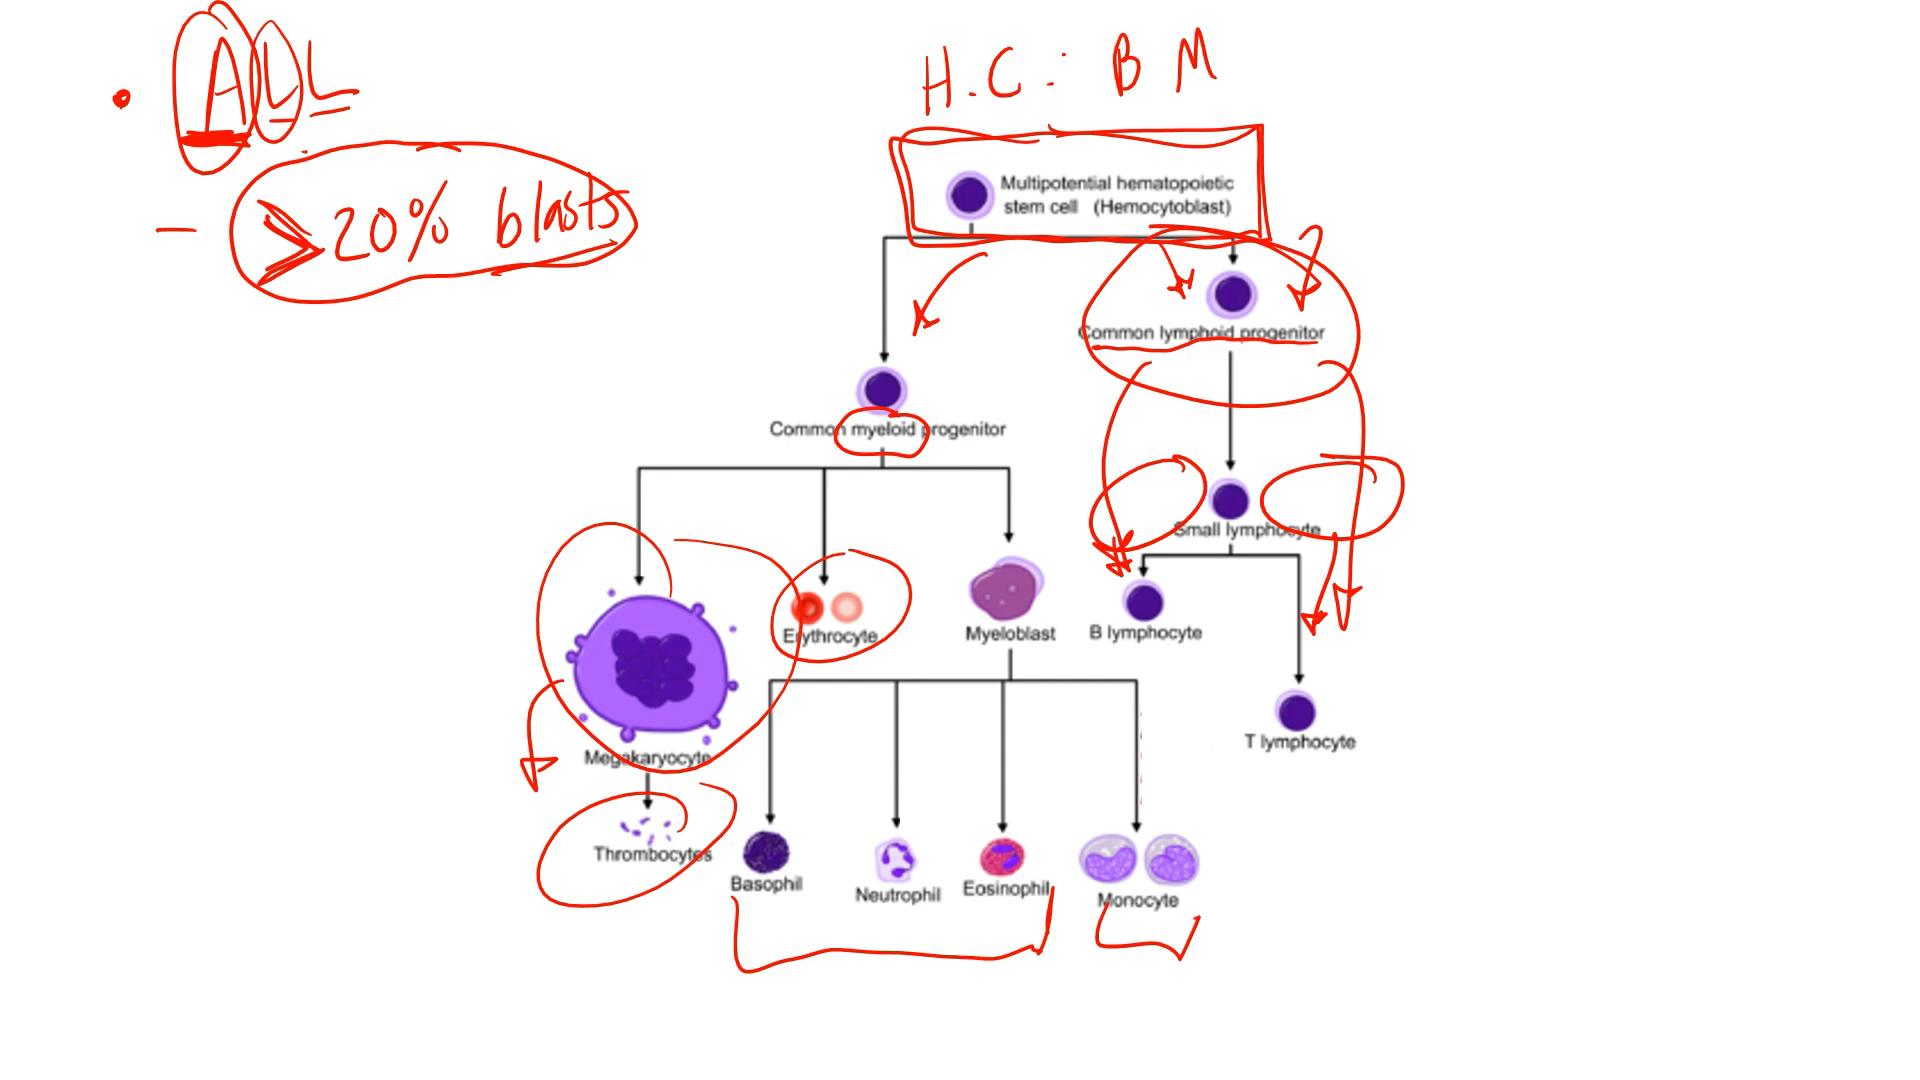 • ALL
- ≥ 20% blasts
H.C: BM
Multipotential hematopoietic
stem cell (Hemocytoblast)
Common lymphoid progenitor
Common myeloid progenitor
Small lymphocyte
Erythrocyte
Myeloblast
B lymphocyte
T lymphocyte
Megakaryocyte
Thrombocytes
Basophil
Neutrophil
Eosinophil
Monocyte